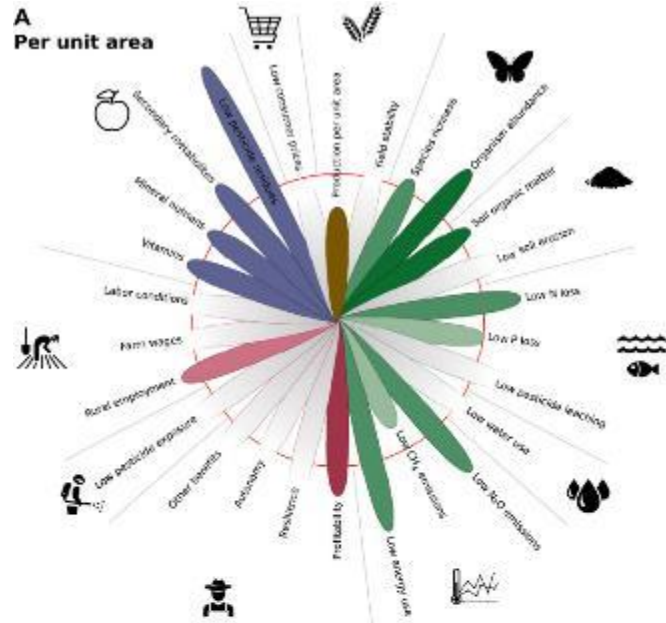 A
Per unit area
Low consumer prices
Production per unit area
Yield stability
Species richness
Organism abundance
Soil organic matter
Low soil erosion
Low N loss
Low P loss
Low pesticide leaching
Low water use
Low N₂O emissions
Low CH₄ emissions
Low energy use
Profitability
Resilience
Autonomy
Other benefits
Low pesticide exposure
Rural employment
Farm wages
Labor conditions
Vitamins
Mineral nutrients
Secondary metabolites
Low pesticide residues